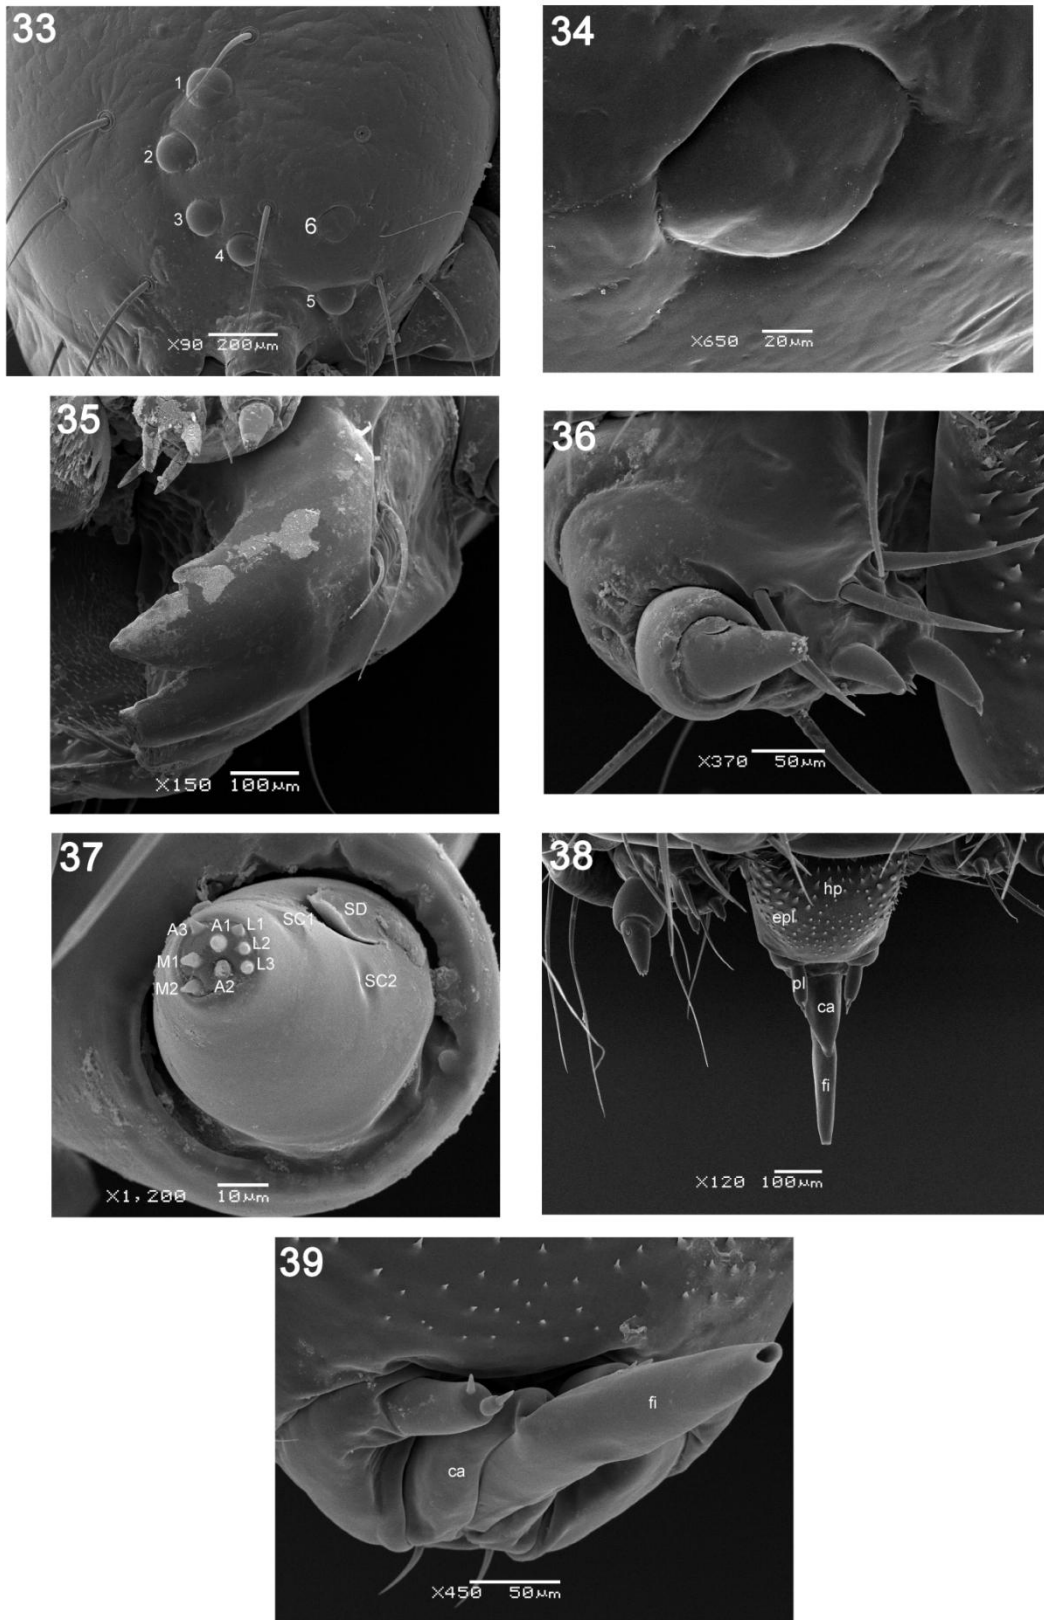 33
1
2
3
6
4
5
X90 200µm
34
X650 20µm
35
X150 100µm
36
X370 50µm
37
SD
A3 A1 L1 SC1
L2
M1 L3
SC2
M2 A2
X1,200 10µm
38
hp
epl
pl
ca
fi
X120 100µm
39
fi
ca
X450 50µm